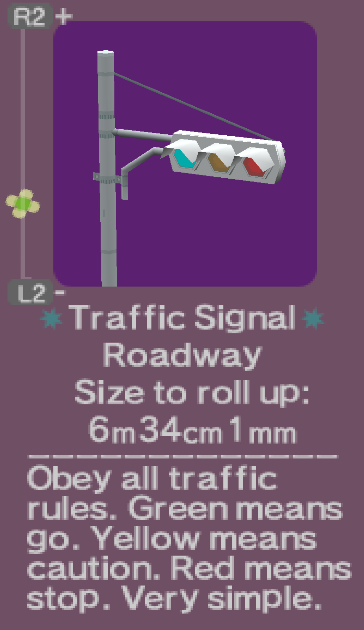 R2 +
L2 -
Traffic Signal
Roadway
Size to roll up:
6m34cm1mm
Obey all traffic
rules. Green means
go. Yellow means
caution. Red means
stop. Very simple.